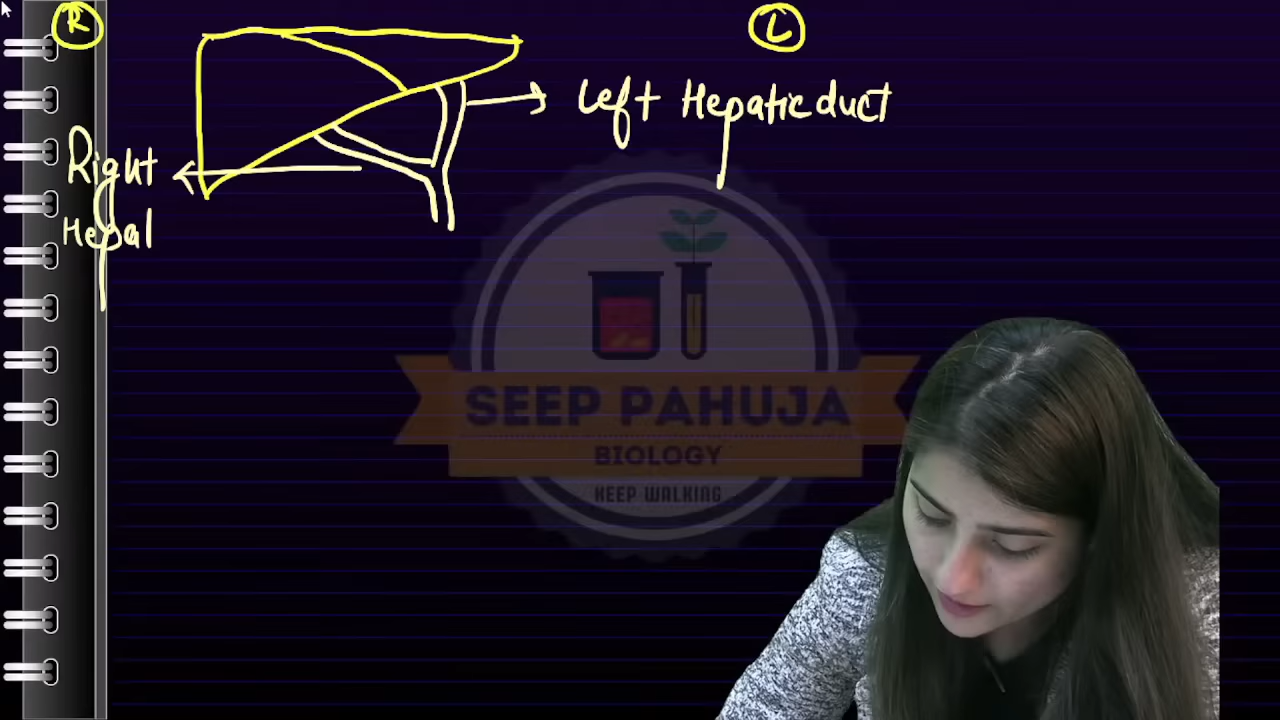 R
L
Left Hepatic duct
Right
Hepal
SEEP PAHUJA
BIOLOGY
KEEP WALKING